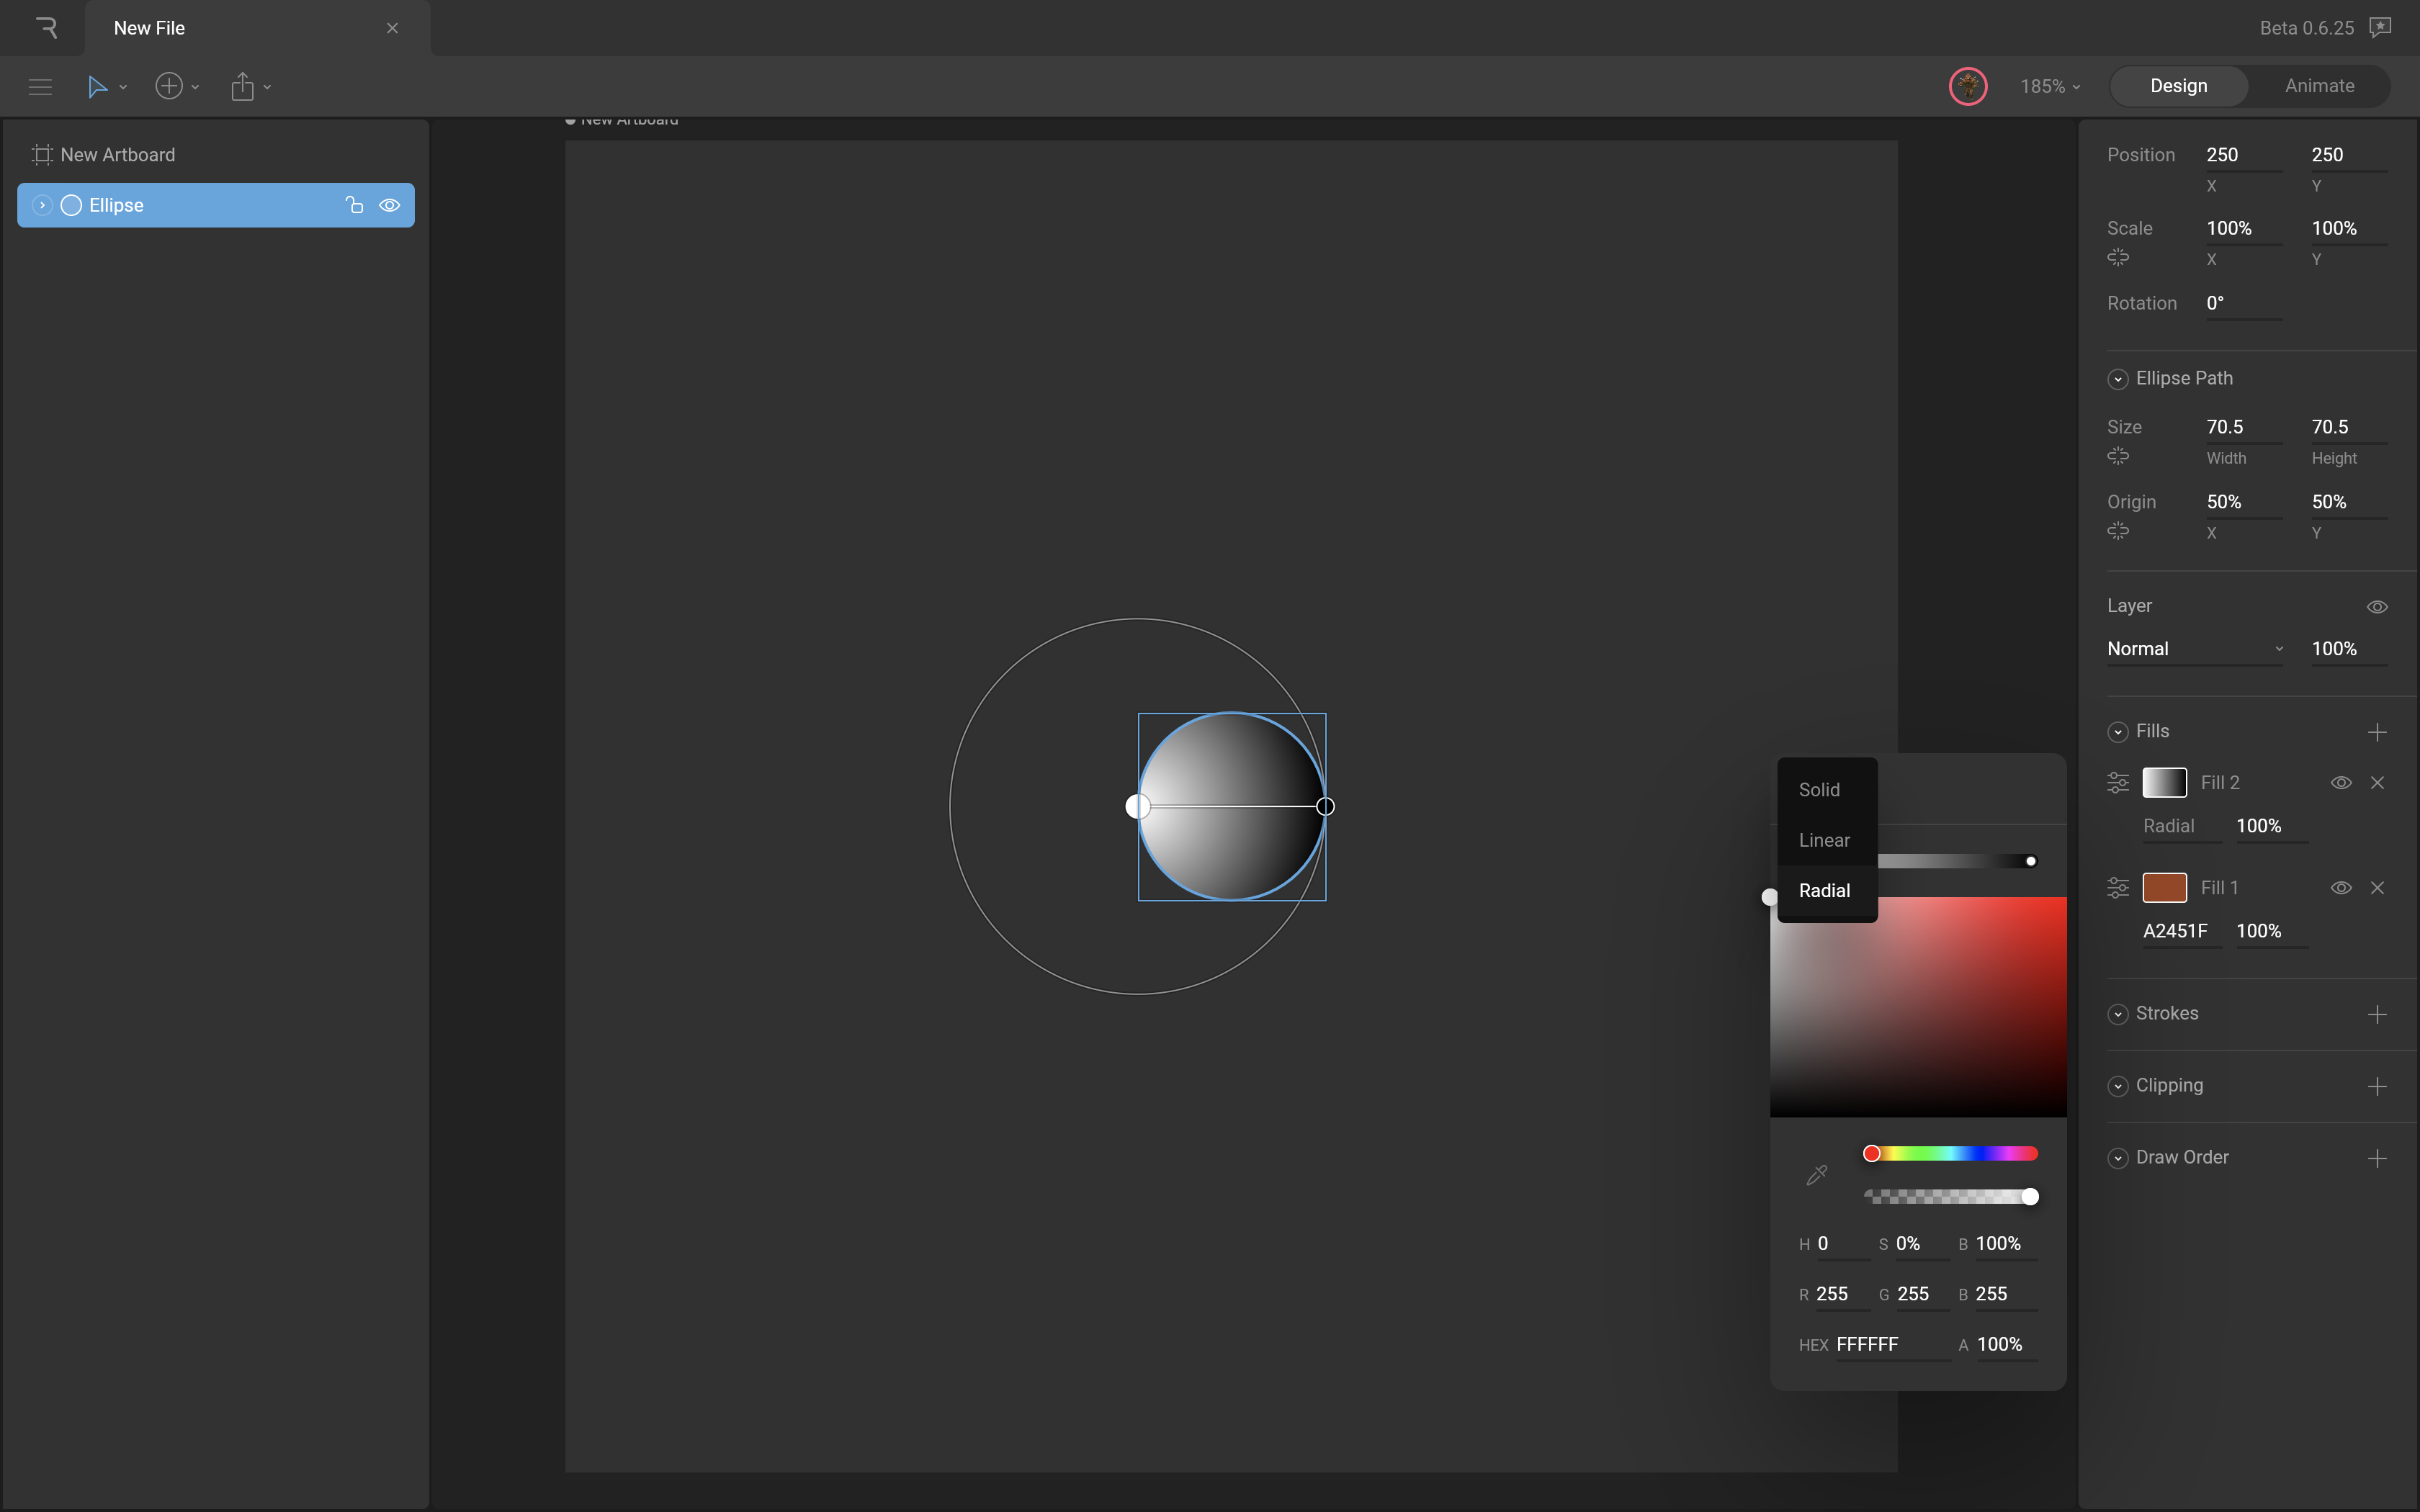 New File
Beta 0.6.25
185%
Design
Animate
New Artboard
Ellipse
New Artboard
Position 250 250
X Y
Scale 100% 100%
X Y
Rotation 0°
Ellipse Path
Size 70.5 70.5
Width Height
Origin 50% 50%
X Y
Layer
Normal 100%
Fills
Fill 2
Radial 100%
Fill 1
A2451F 100%
Strokes
Clipping
Draw Order
Solid
Linear
Radial
H 0 S 0% B 100%
R 255 G 255 B 255
HEX FFFFFF A 100%